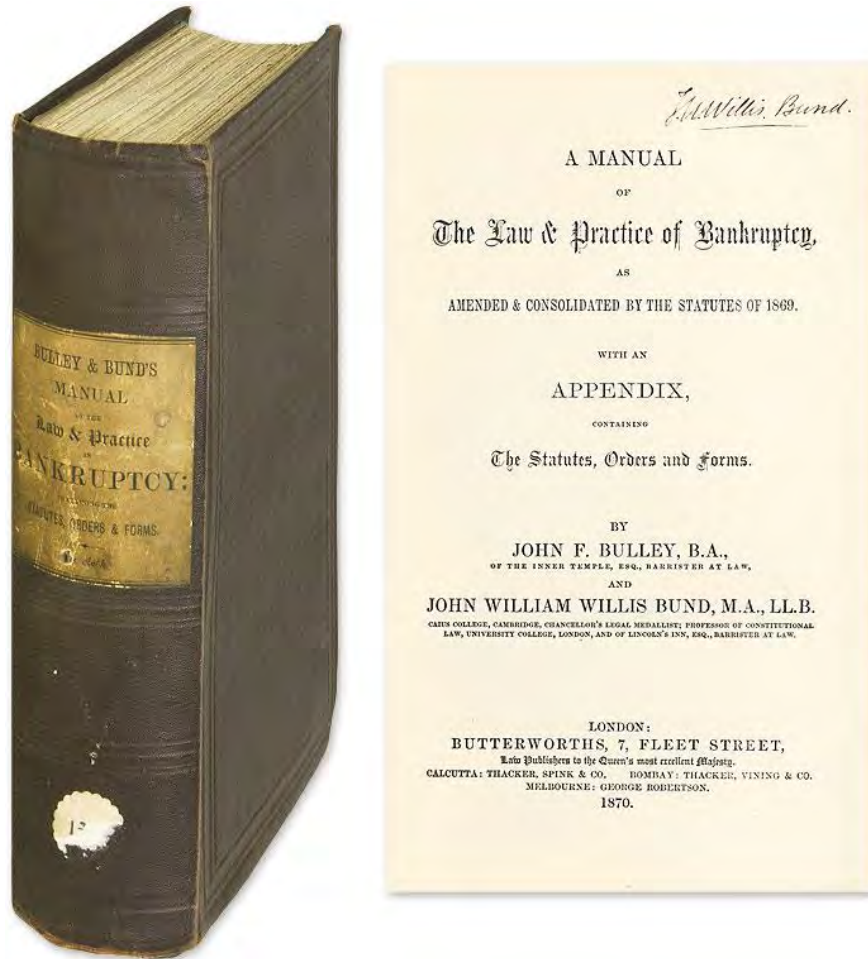 BULLEY & BUND'S
MANUAL
OF THE
Law & Practice
IN
BANKRUPTCY:
STATUTES, ORDERS & FORMS.
cloth
1
Willis Bund.
A MANUAL
OF
The Law & Practice of Bankruptcy,
AS
AMENDED & CONSOLIDATED BY THE STATUTES OF 1869.
WITH AN
APPENDIX,
CONTAINING
The Statutes, Orders and Forms.
BY
JOHN F. BULLEY, B.A.,
OF THE INNER TEMPLE, ESQ., BARRISTER AT LAW,
AND
JOHN WILLIAM WILLIS BUND, M.A., LL.B.
CAIUS COLLEGE, CAMBRIDGE, CHANCELLOR'S LEGAL MEDALLIST; PROFESSOR OF CONSTITUTIONAL
LAW, UNIVERSITY COLLEGE, LONDON, AND OF LINCOLN'S INN, ESQ., BARRISTER AT LAW.
LONDON:
BUTTERWORTHS, 7, FLEET STREET,
Law Publishers to the Queen's most excellent Majesty.
CALCUTTA: THACKER, SPINK & CO. BOMBAY: THACKER, VINING & CO.
MELBOURNE: GEORGE ROBERTSON.
1870.